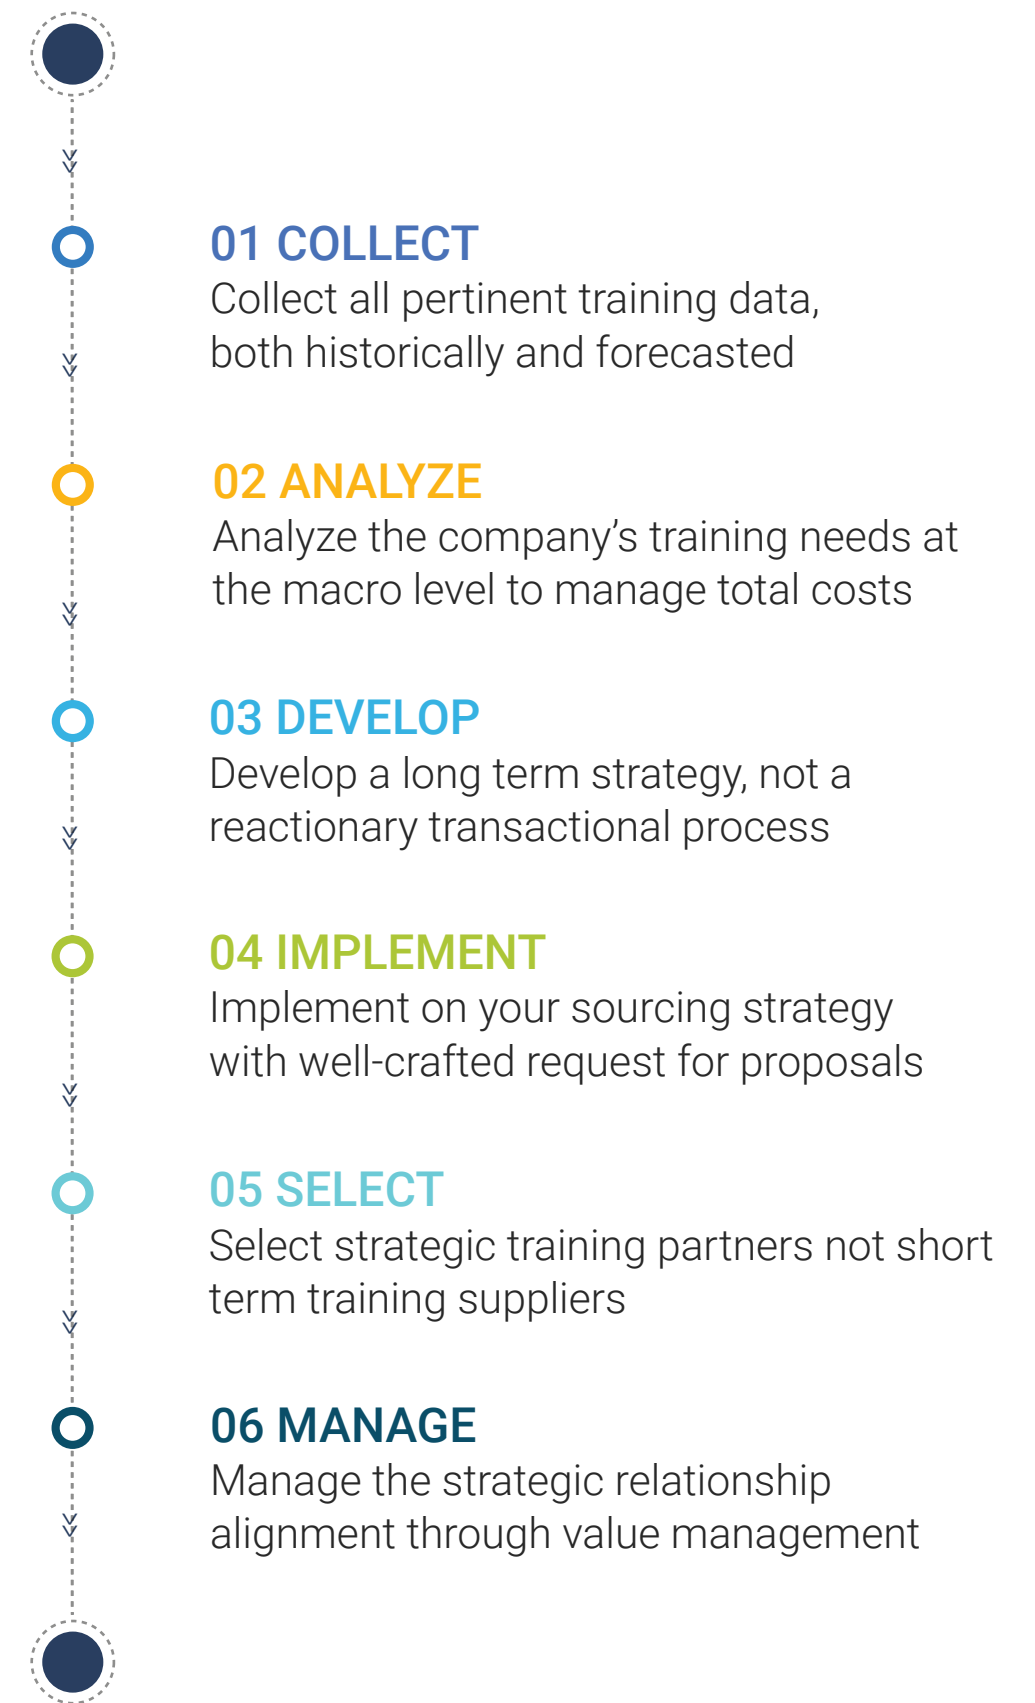 01 COLLECT
Collect all pertinent training data,
both historically and forecasted
02 ANALYZE
Analyze the company’s training needs at
the macro level to manage total costs
03 DEVELOP
Develop a long term strategy, not a
reactionary transactional process
04 IMPLEMENT
Implement on your sourcing strategy
with well-crafted request for proposals
05 SELECT
Select strategic training partners not short
term training suppliers
06 MANAGE
Manage the strategic relationship
alignment through value management